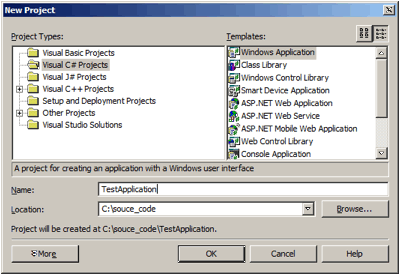 New Project
Project Types:
Visual Basic Projects
Visual C# Projects
Visual J# Projects
Visual C++ Projects
Setup and Deployment Projects
Other Projects
Visual Studio Solutions
Templates:
Windows Application
Class Library
Windows Control Library
Smart Device Application
ASP.NET Web Application
ASP.NET Web Service
ASP.NET Mobile Web Application
Web Control Library
Console Application
A project for creating an application with a Windows user interface
Name: TestApplication
Location: C:\souce_code Browse...
Project will be created at C:\souce_code\TestApplication.
More OK Cancel Help